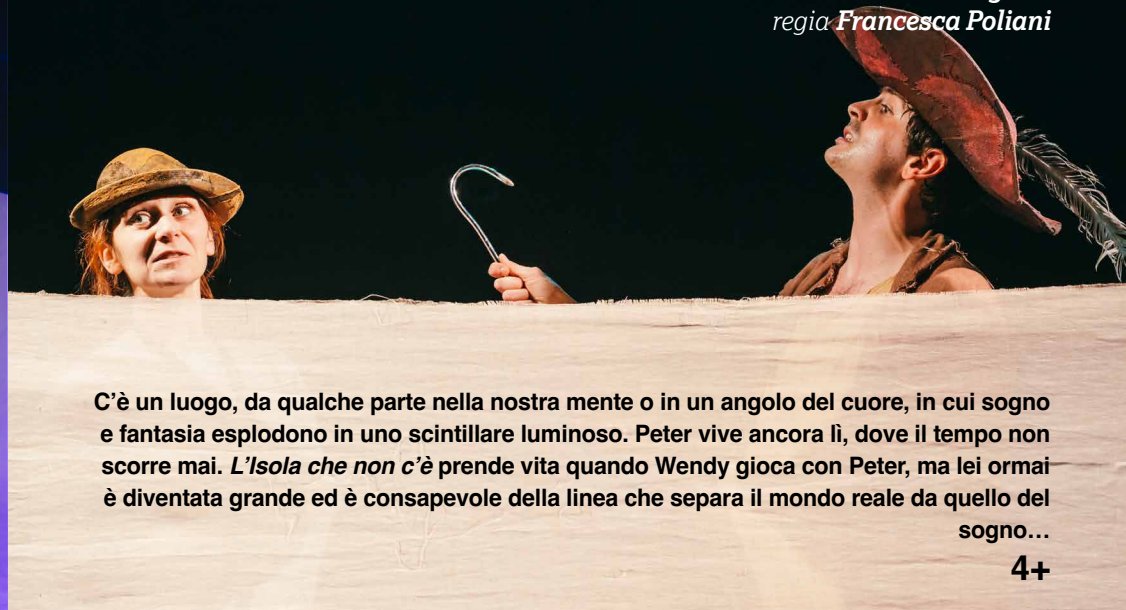 regia Francesca Poliani
C’è un luogo, da qualche parte nella nostra mente o in un angolo del cuore, in cui sogno
e fantasia esplodono in uno scintillare luminoso. Peter vive ancora lì, dove il tempo non
scorre mai. L’Isola che non c’è prende vita quando Wendy gioca con Peter, ma lei ormai
è diventata grande ed è consapevole della linea che separa il mondo reale da quello del
sogno…
4+